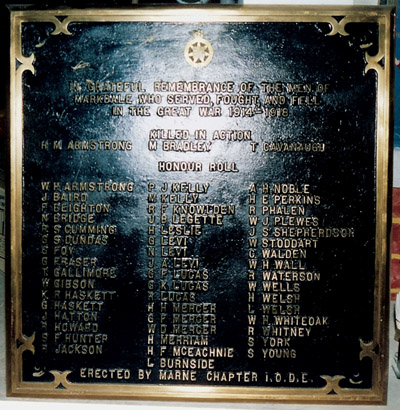 IN GRATEFUL REMEMBRANCE OF THE MEN OF
MARKDALE WHO SERVED, FOUGHT AND FELL
IN THE GREAT WAR 1914-1918
KILLED IN ACTION
H M ARMSTRONG M BRADLEY T CAVANAUGH
HONOUR ROLL
W H ARMSTRONG P J KELLY A H NOBLE
J BAIRD M KELLY H E PERKINS
F BEIGHTON R F KNOWLDEN R PHALEN
N BRIDGE J B LEGETTE W J PLEWES
R S CUMMING H LESLIE J S SHEPHERDSON
S S DUNDAS G LEVI W STODDART
S FOY N LEVI C WALDEN
G FRASER J A LEVI W H WALL
T GALLIMORE G P LUCAS R WATERSON
W GIBSON G K LUCAS W WELLS
K R HASKETT R LUCAS H WELSH
G HASKETT H H MERCER L WELSH
J HATTON C F MERCER W R WHITEOAK
R HOWARD W D MERCER R WHITNEY
S F HUNTER H MERRIAM S YORK
P JACKSON H F MCEACHNIE S YOUNG
L BURNSIDE
ERECTED BY MARNE CHAPTER I.O.D.E.